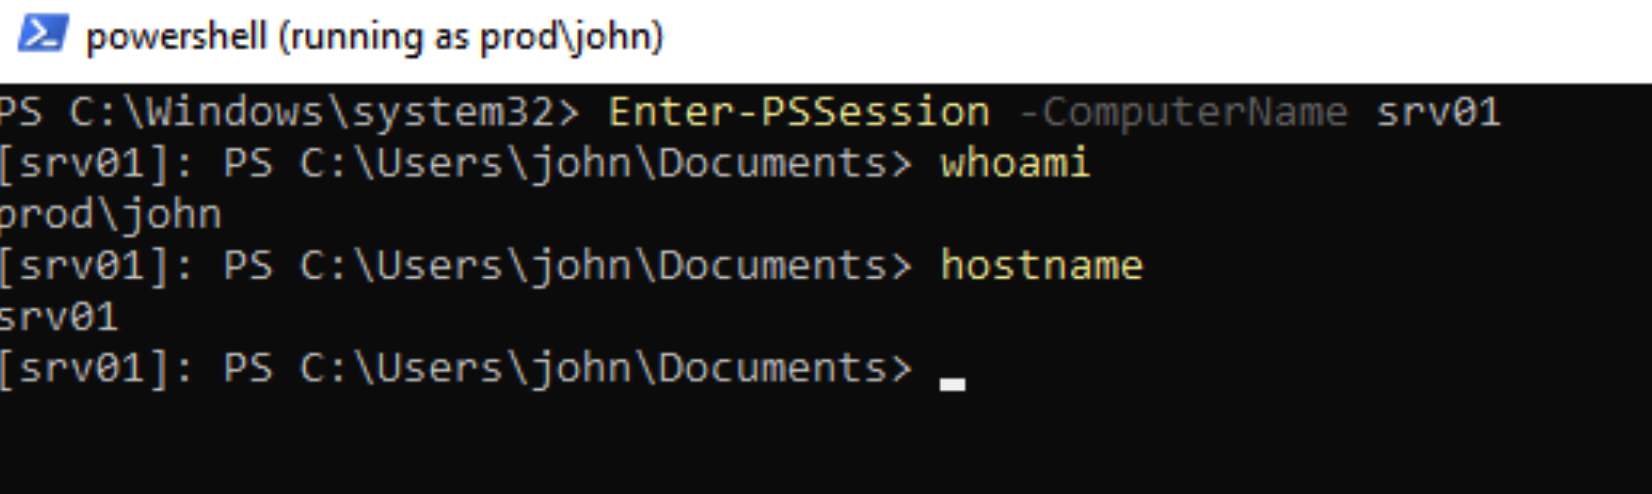 powershell (running as prod\john)
PS C:\Windows\system32> Enter-PSSession -ComputerName srv01
[srv01]: PS C:\Users\john\Documents> whoami
prod\john
[srv01]: PS C:\Users\john\Documents> hostname
srv01
[srv01]: PS C:\Users\john\Documents>